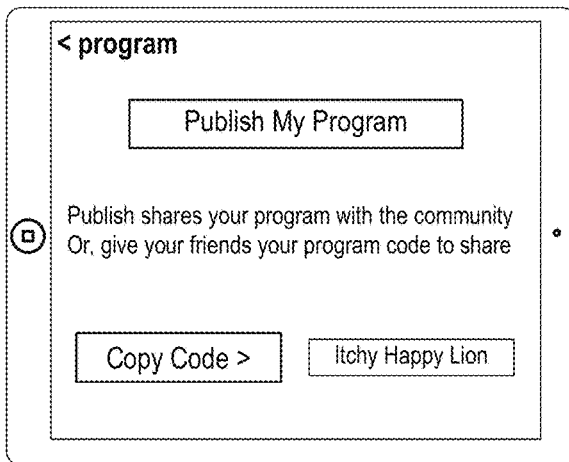 < program
Publish My Program
Publish shares your program with the community
Or, give your friends your program code to share
Copy Code >
Itchy Happy Lion